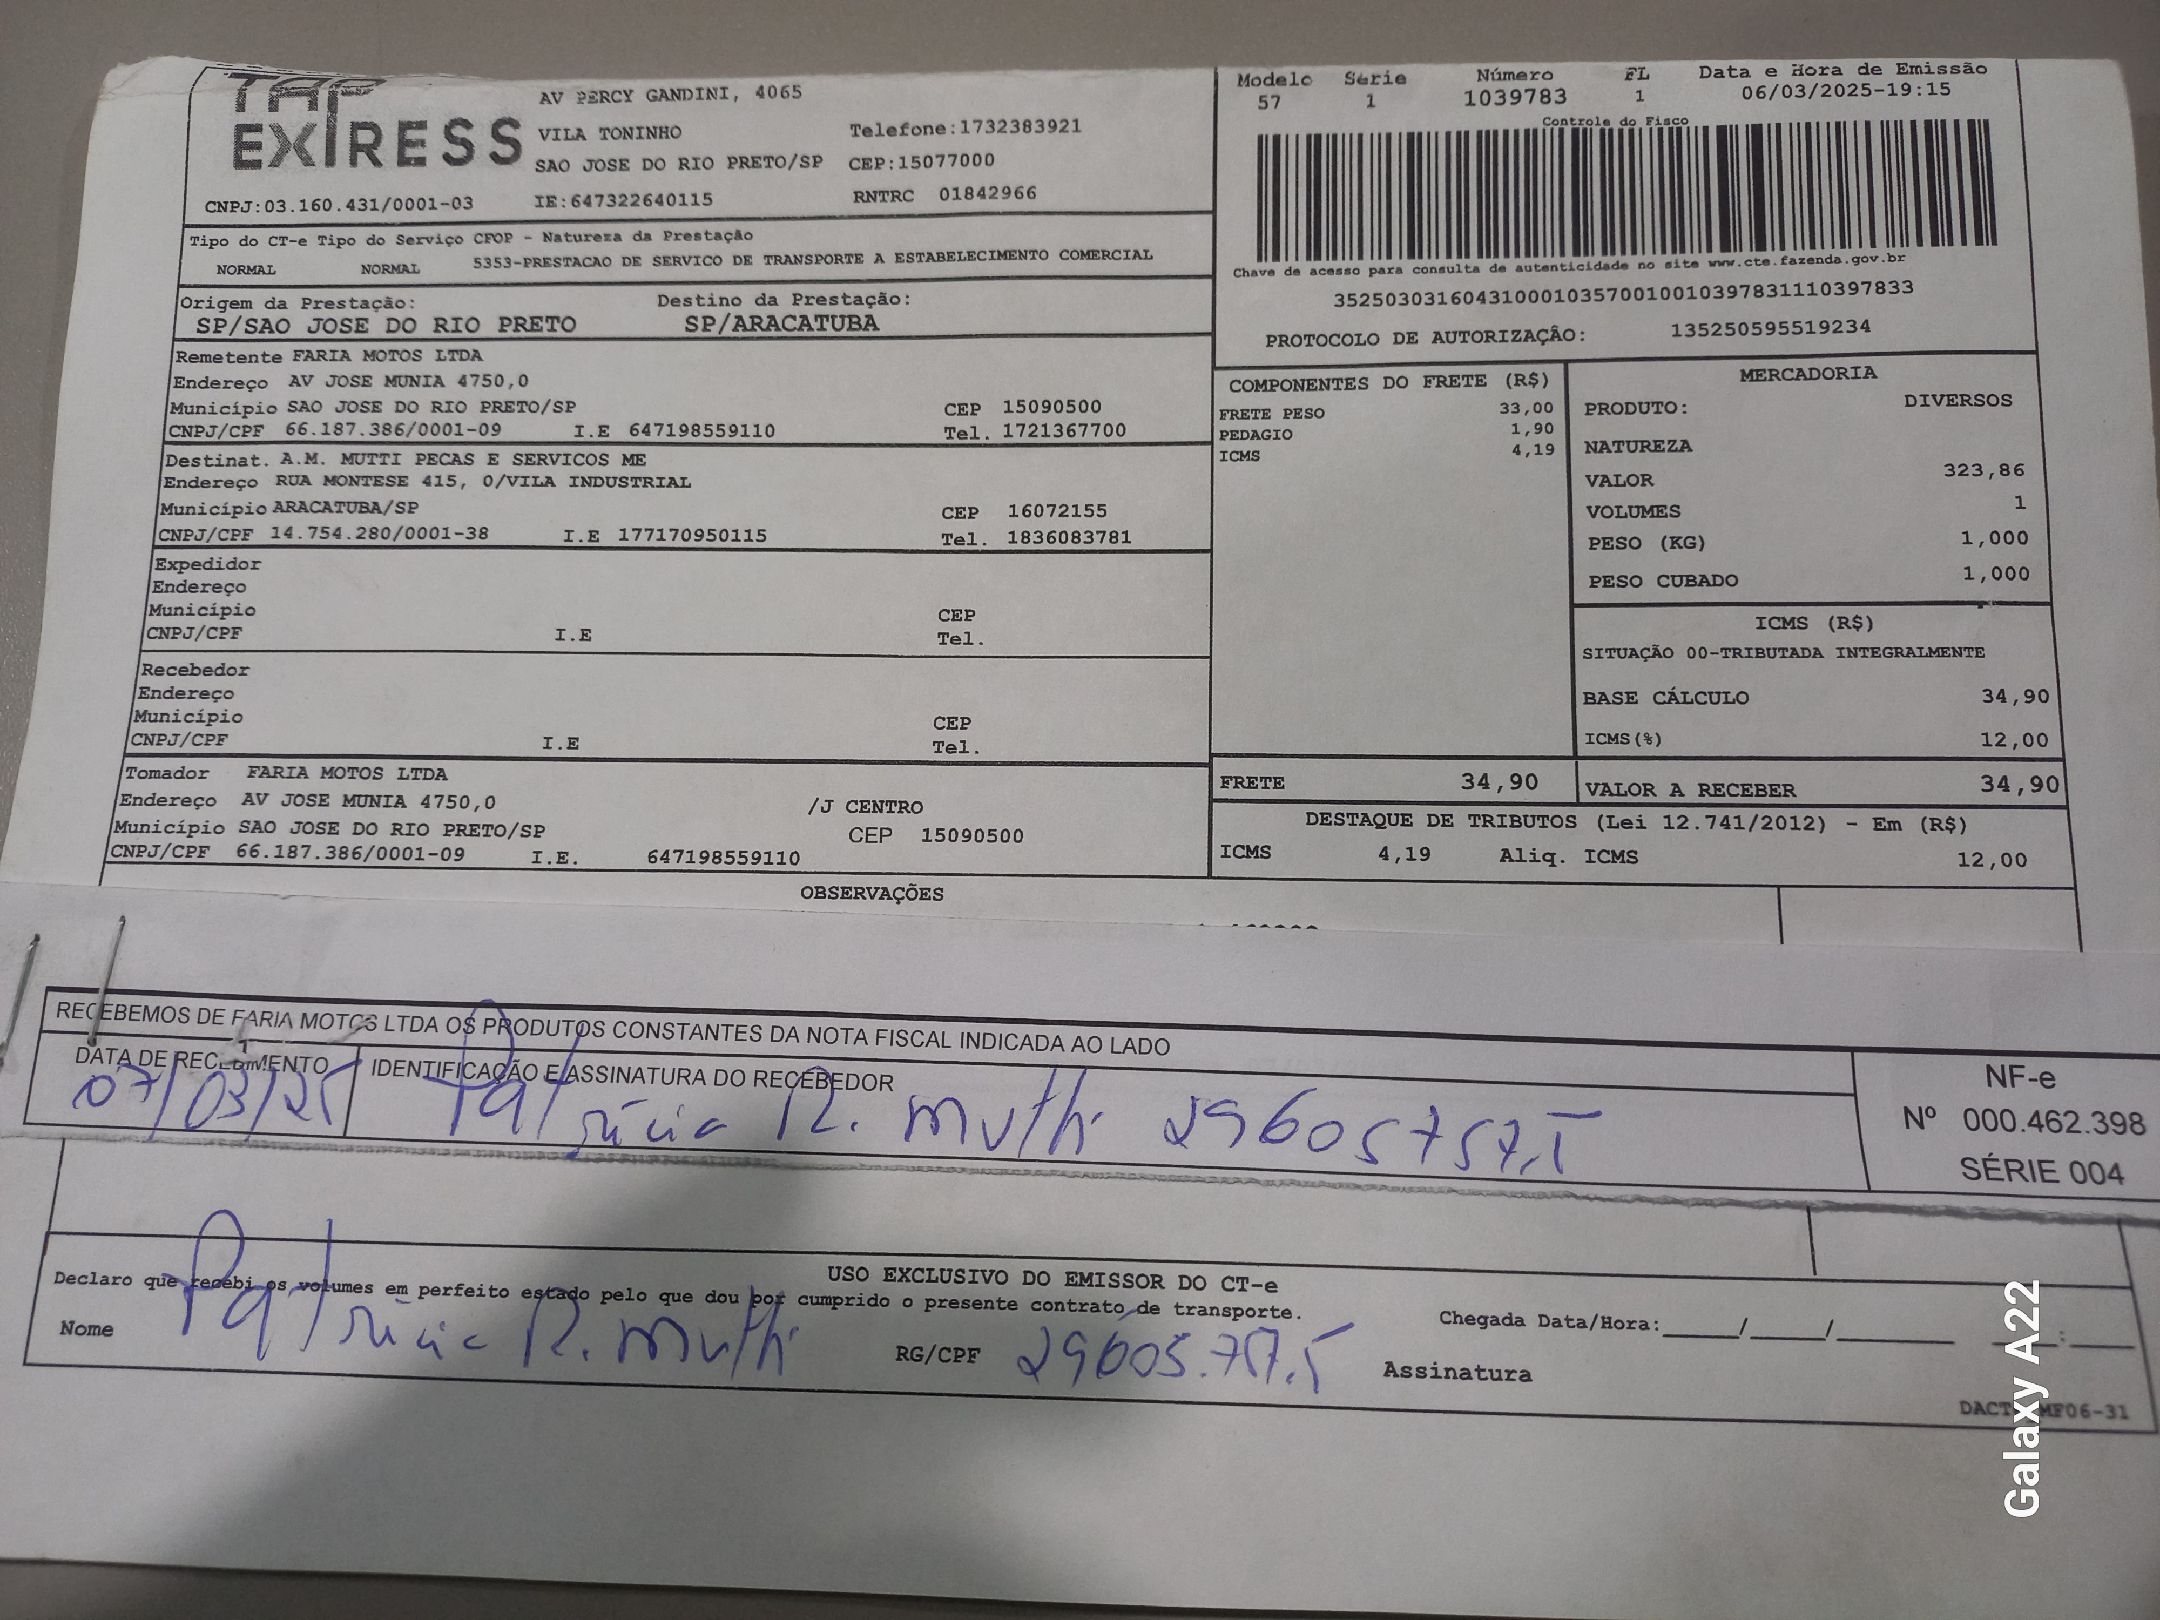 TAF
EXPRESS
AV PERCY GANDINI, 4065
VILA TONINHO Telefone:1732383921
SAO JOSE DO RIO PRETO/SP CEP:15077000
CNPJ:03.160.431/0001-03 IE:647322640115 RNTRC 01842966
Modelo Série Número FL Data e Hora de Emissão
57 1 1039783 1 06/03/2025-19:15
Controle do Fisco
Chave de acesso para consulta de autenticidade no site www.cte.fazenda.gov.br
35250303160431000103570010010397831110397833
PROTOCOLO DE AUTORIZAÇÂO: 135250595519234
Tipo do CT-e Tipo do Serviço CFOP - Natureza da Prestação
NORMAL NORMAL 5353-PRESTACAO DE SERVICO DE TRANSPORTE A ESTABELECIMENTO COMERCIAL
Origem da Prestação: Destino da Prestação:
SP/SAO JOSE DO RIO PRETO SP/ARACATUBA
Remetente FARIA MOTOS LTDA
Endereço AV JOSE MUNIA 4750,0
Município SAO JOSE DO RIO PRETO/SP CEP 15090500
CNPJ/CPF 66.187.386/0001-09 I.E 647198559110 Tel. 1721367700
Destinat. A.M. MUTTI PECAS E SERVICOS ME
Endereço RUA MONTESE 415, 0/VILA INDUSTRIAL
Município ARACATUBA/SP CEP 16072155
CNPJ/CPF 14.754.280/0001-38 I.E 177170950115 Tel. 1836083781
Expedidor
Endereço
Município CEP
CNPJ/CPF I.E Tel.
Recebedor
Endereço
Município CEP
CNPJ/CPF I.E Tel.
Tomador FARIA MOTOS LTDA
Endereço AV JOSE MUNIA 4750,0 /J CENTRO
Município SAO JOSE DO RIO PRETO/SP CEP 15090500
CNPJ/CPF 66.187.386/0001-09 I.E. 647198559110
COMPONENTES DO FRETE (R$)
FRETE PESO 33,00
PEDAGIO 1,90
ICMS 4,19
MERCADORIA
PRODUTO: DIVERSOS
NATUREZA
VALOR 323,86
VOLUMES 1
PESO (KG) 1,000
PESO CUBADO 1,000
ICMS (R$)
SITUAÇÃO 00-TRIBUTADA INTEGRALMENTE
BASE CÁLCULO 34,90
ICMS(%) 12,00
FRETE 34,90 VALOR A RECEBER 34,90
DESTAQUE DE TRIBUTOS (Lei 12.741/2012) - Em (R$)
ICMS 4,19 Aliq. ICMS 12,00
OBSERVAÇÕES
RECEBEMOS DE FARIA MOTOS LTDA OS PRODUTOS CONSTANTES DA NOTA FISCAL INDICADA AO LADO
DATA DE RECEBIMENTO IDENTIFICAÇÃO E ASSINATURA DO RECEBEDOR
07/03/25 Patrícia R. Mutti 29605757.5
NF-e
Nº 000.462.398
SÉRIE 004
USO EXCLUSIVO DO EMISSOR DO CT-e
Declaro que recebi os volumes em perfeito estado pelo que dou por cumprido o presente contrato de transporte.
Nome Patricia R. Mutti RG/CPF 29605.757.5 Assinatura
Chegada Data/Hora:_____/_____/________ ____:____
Galaxy A22